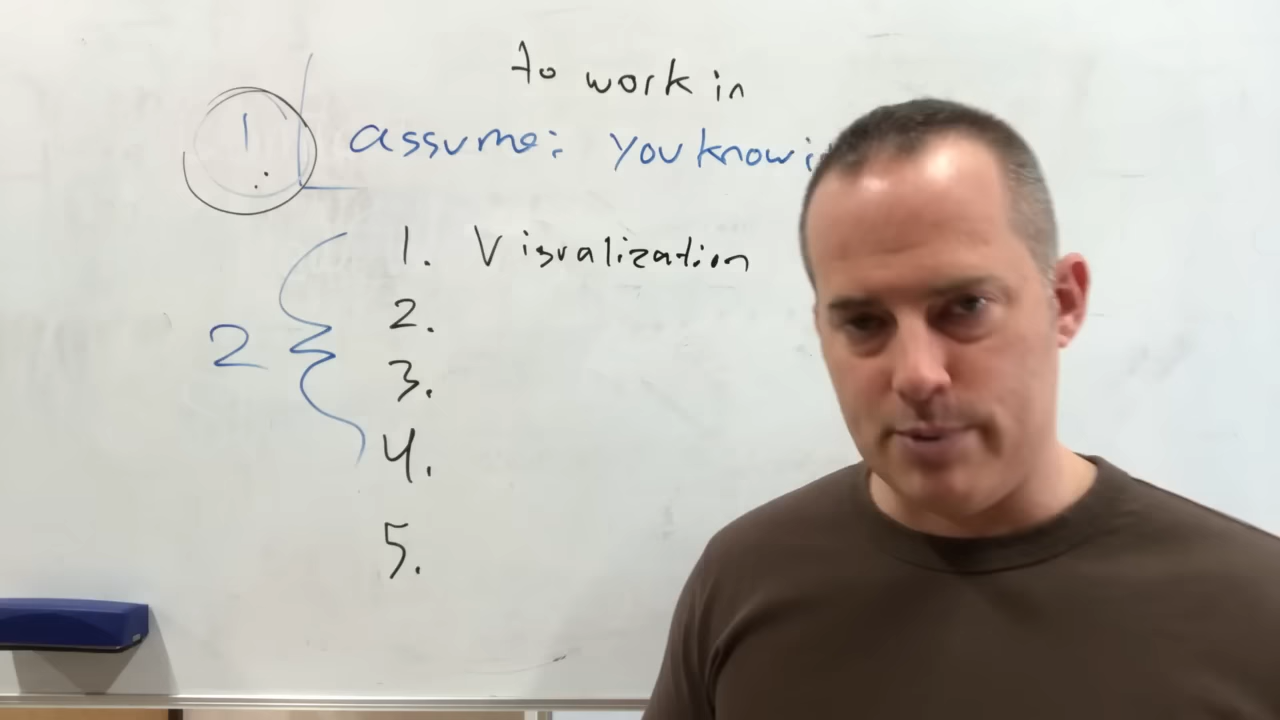 to work in
1 assume: you know i
1. Visualization
2.
2 3.
4.
5.